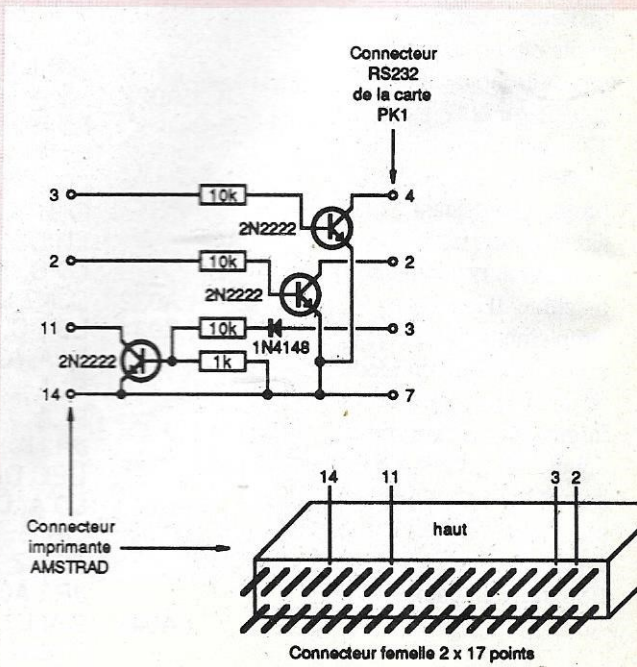 Connecteur
RS232
de la carte
PK1
3
10k
4
2N2222
2
10k
2
2N2222
11
10k
3
1N4148
2N2222
1k
14
7
14
11
3
2
Connecteur
imprimante
AMSTRAD
haut
Connecteur femelle 2 x 17 points